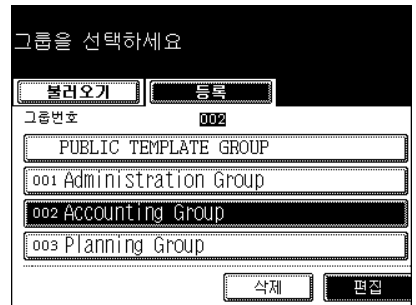 그룹을 선택하세요
불러오기 등록
그룹번호 002
PUBLIC TEMPLATE GROUP
001 Administration Group
002 Accounting Group
003 Planning Group
삭제 편집